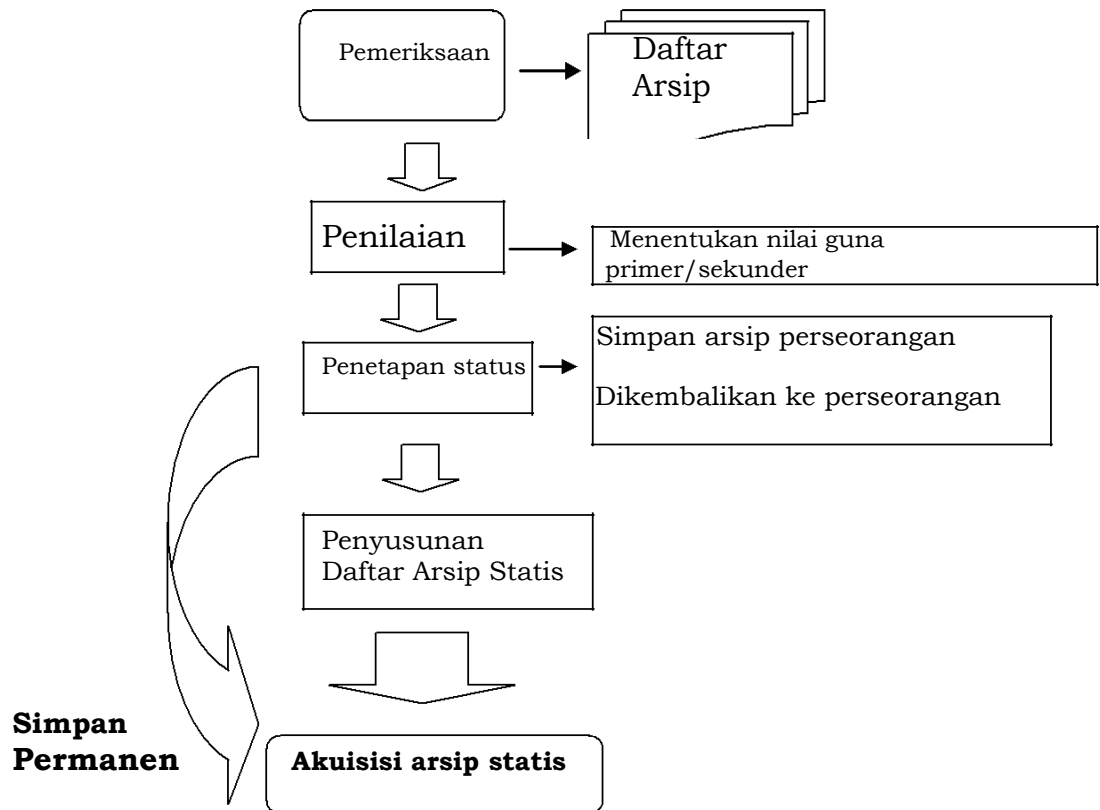 Pemeriksaan
Daftar
Arsip
Penilaian
Menentukan nilai guna
primer/sekunder
Penetapan status
Simpan arsip perseorangan
Dikembalikan ke perseorangan
Penyusunan
Daftar Arsip Statis
Simpan
Permanen
Akuisisi arsip statis